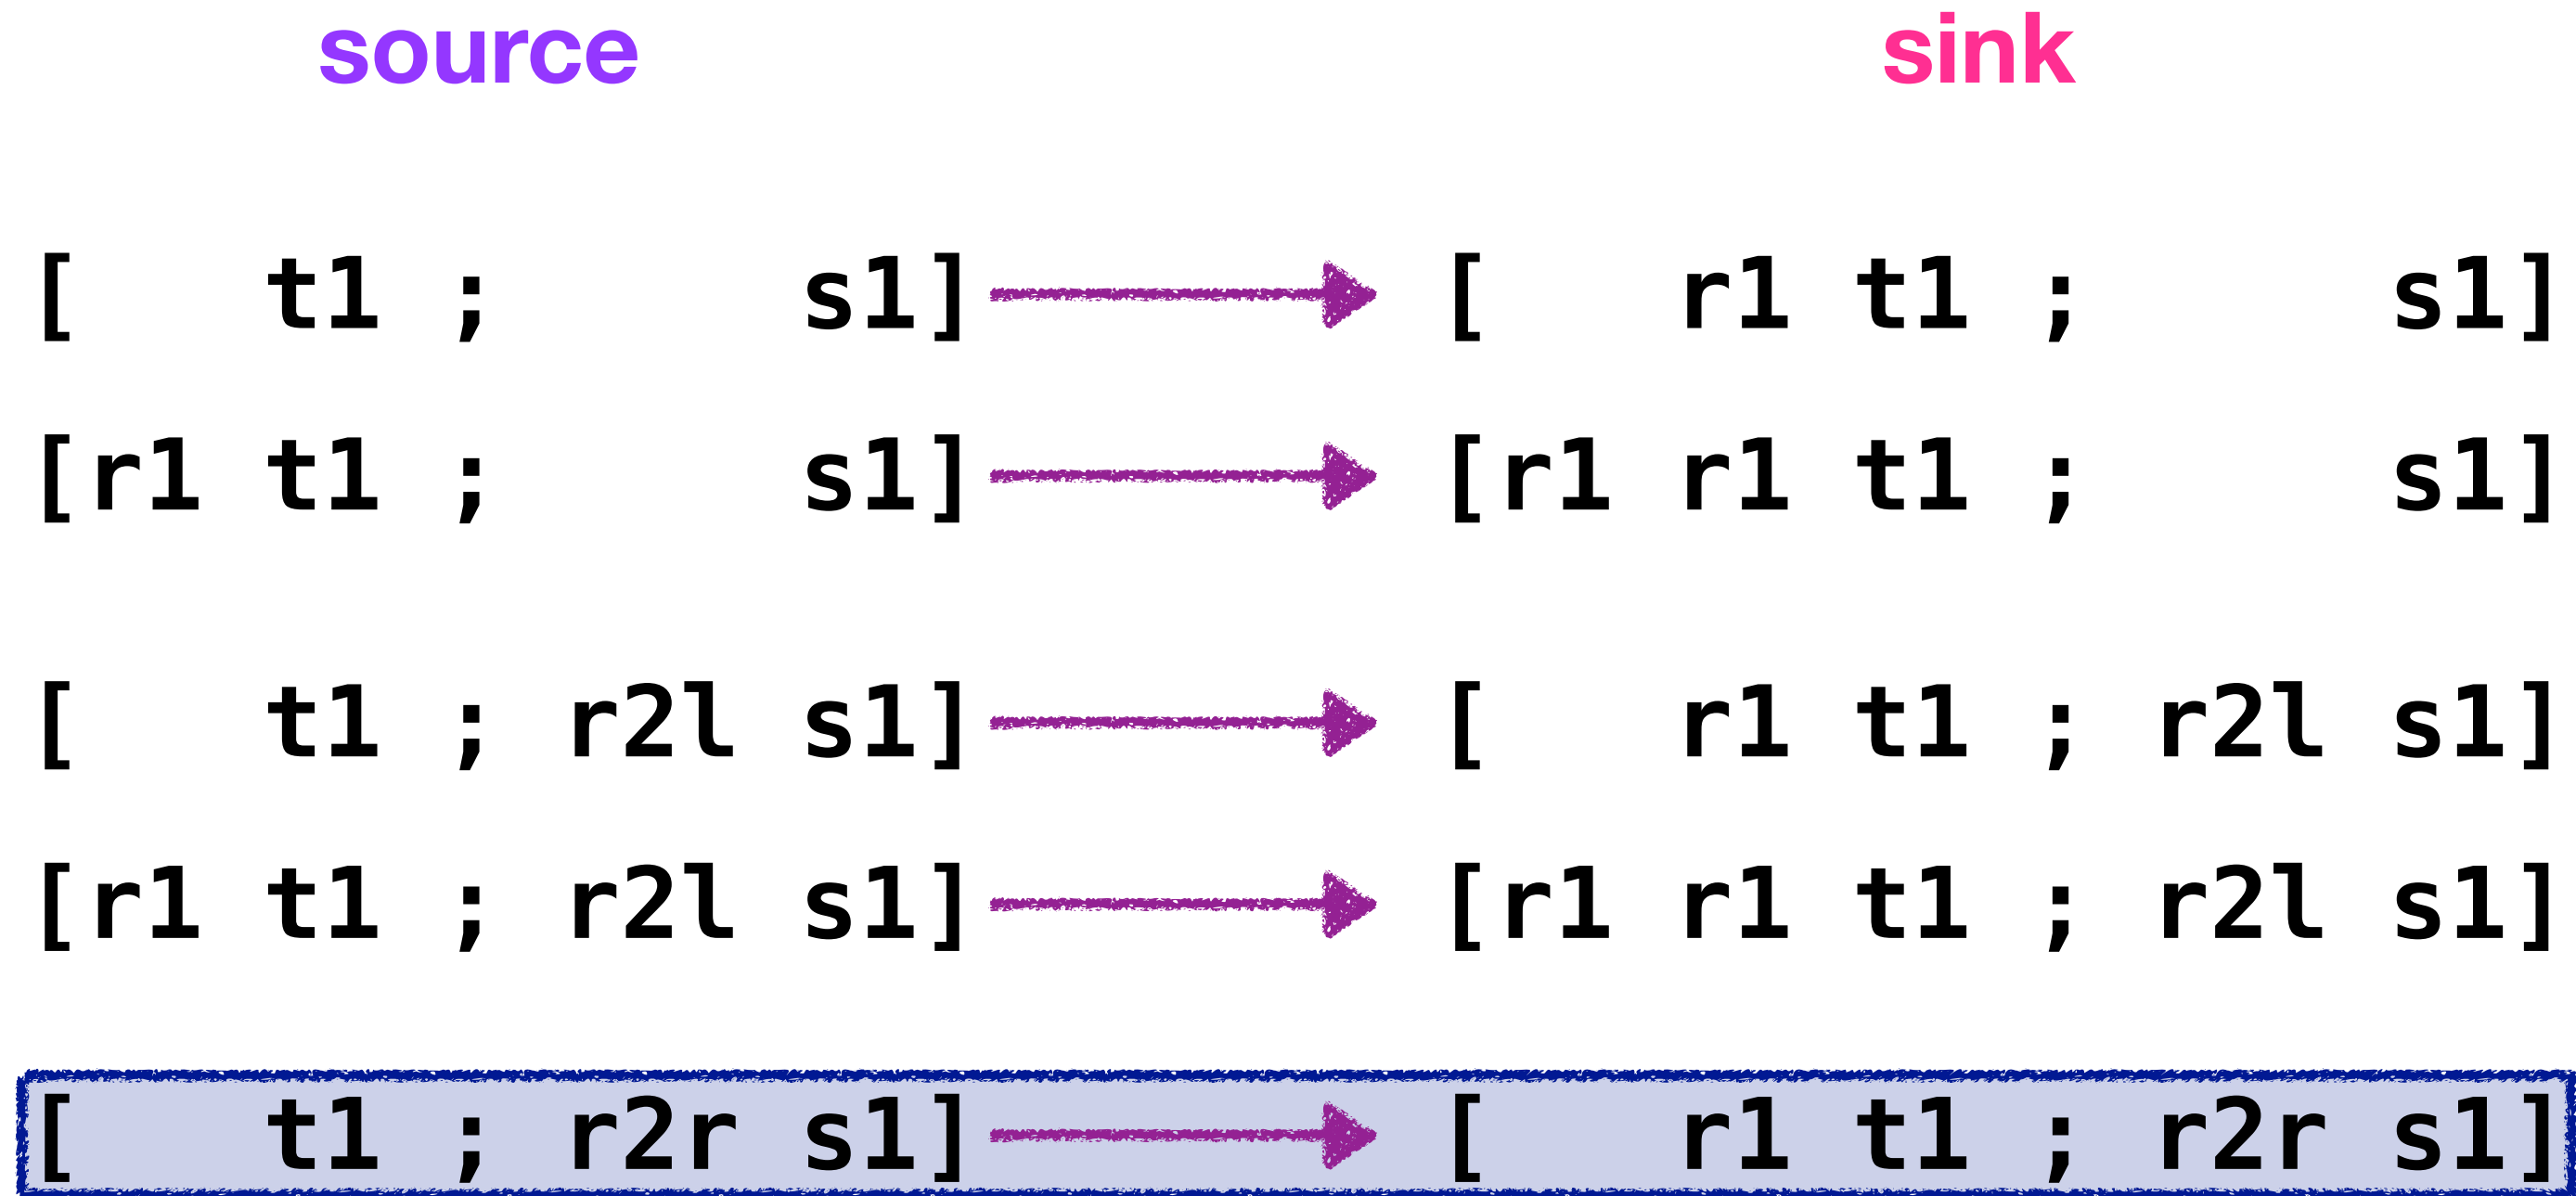 source sink
[   t1 ;     s1] [   r1 t1 ;     s1]
[r1 t1 ;     s1] [r1 r1 t1 ;     s1]
[   t1 ; r2l s1] [   r1 t1 ; r2l s1]
[r1 t1 ; r2l s1] [r1 r1 t1 ; r2l s1]
[   t1 ; r2r s1] [   r1 t1 ; r2r s1]